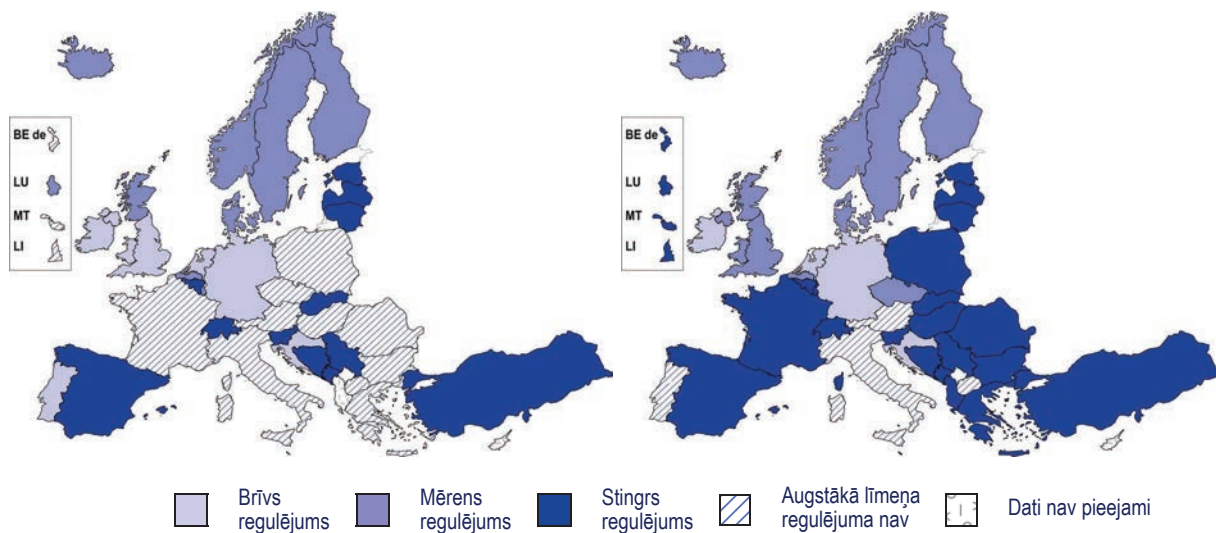 BE de
LU
MT
LI
BE de
LU
MT
LI
Brīvs
regulējums
Mērens
regulējums
Stingrs
regulējums
Augstākā līmeņa
regulējuma nav
Dati nav pieejami